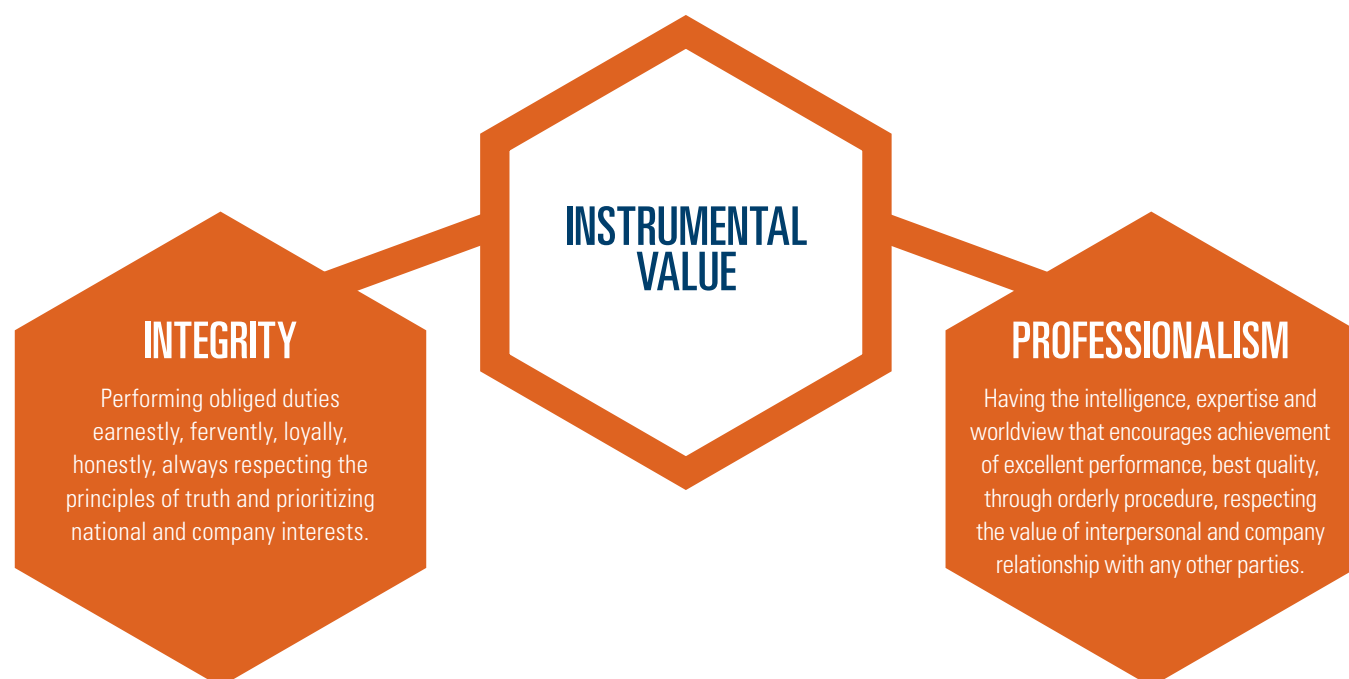 INSTRUMENTAL
VALUE
INTEGRITY
Performing obliged duties
earnestly, fervently, loyally,
honestly, always respecting the
principles of truth and prioritizing
national and company interests.
PROFESSIONALISM
Having the intelligence, expertise and
worldview that encourages achievement
of excellent performance, best quality,
through orderly procedure, respecting
the value of interpersonal and company
relationship with any other parties.